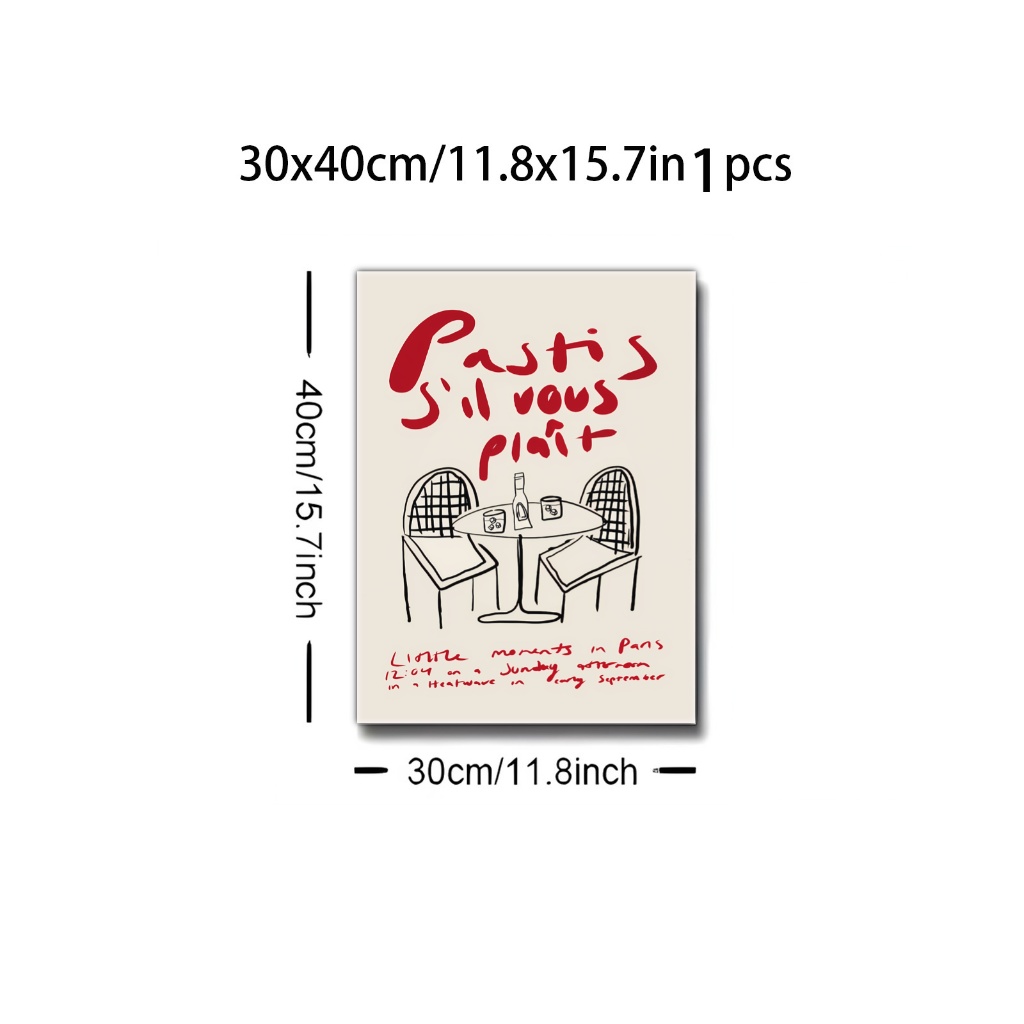 30x40cm/11.8x15.7in 1 pcs
Pastis
s'il vous
plaît
40cm/15.7inch
Little moments in Paris
12:04 on a Sunday afternoon
in a Heatwave in early September
30cm/11.8inch